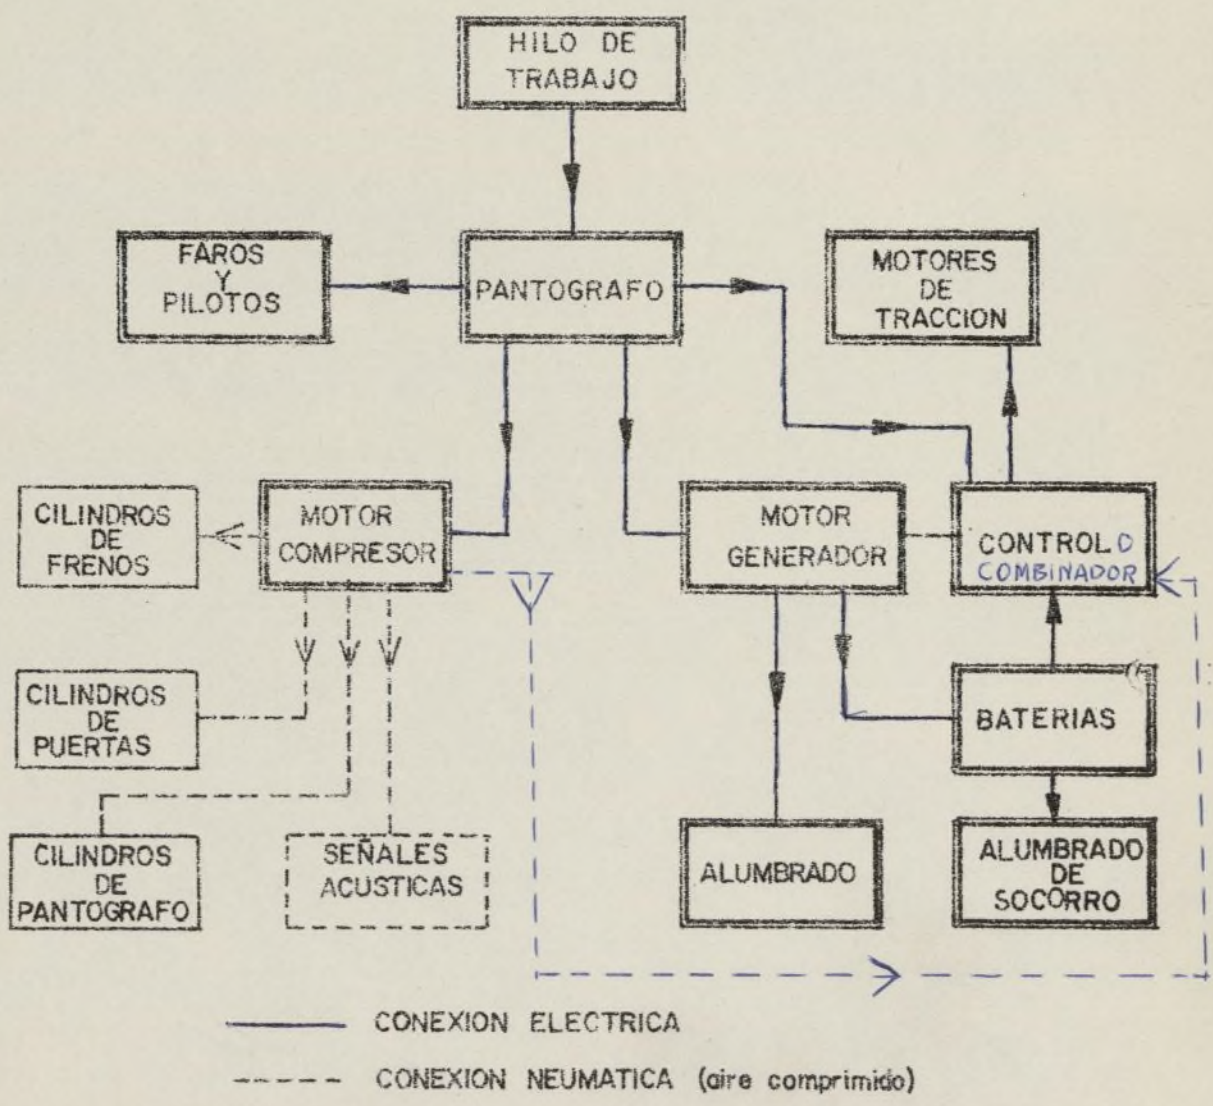 HILO DE
TRABAJO
FAROS
Y
PILOTOS
PANTOGRAFO
MOTORES
DE
TRACCION
CILINDROS
DE
FRENOS
MOTOR
COMPRESOR
MOTOR
GENERADOR
CONTROL O
COMBINADOR
CILINDROS
DE
PUERTAS
BATERIAS
CILINDROS
DE
PANTOGRAFO
SEÑALES
ACUSTICAS
ALUMBRADO
ALUMBRADO
DE
SOCORRO
CONEXION ELECTRICA
CONEXION NEUMATICA (aire comprimido)